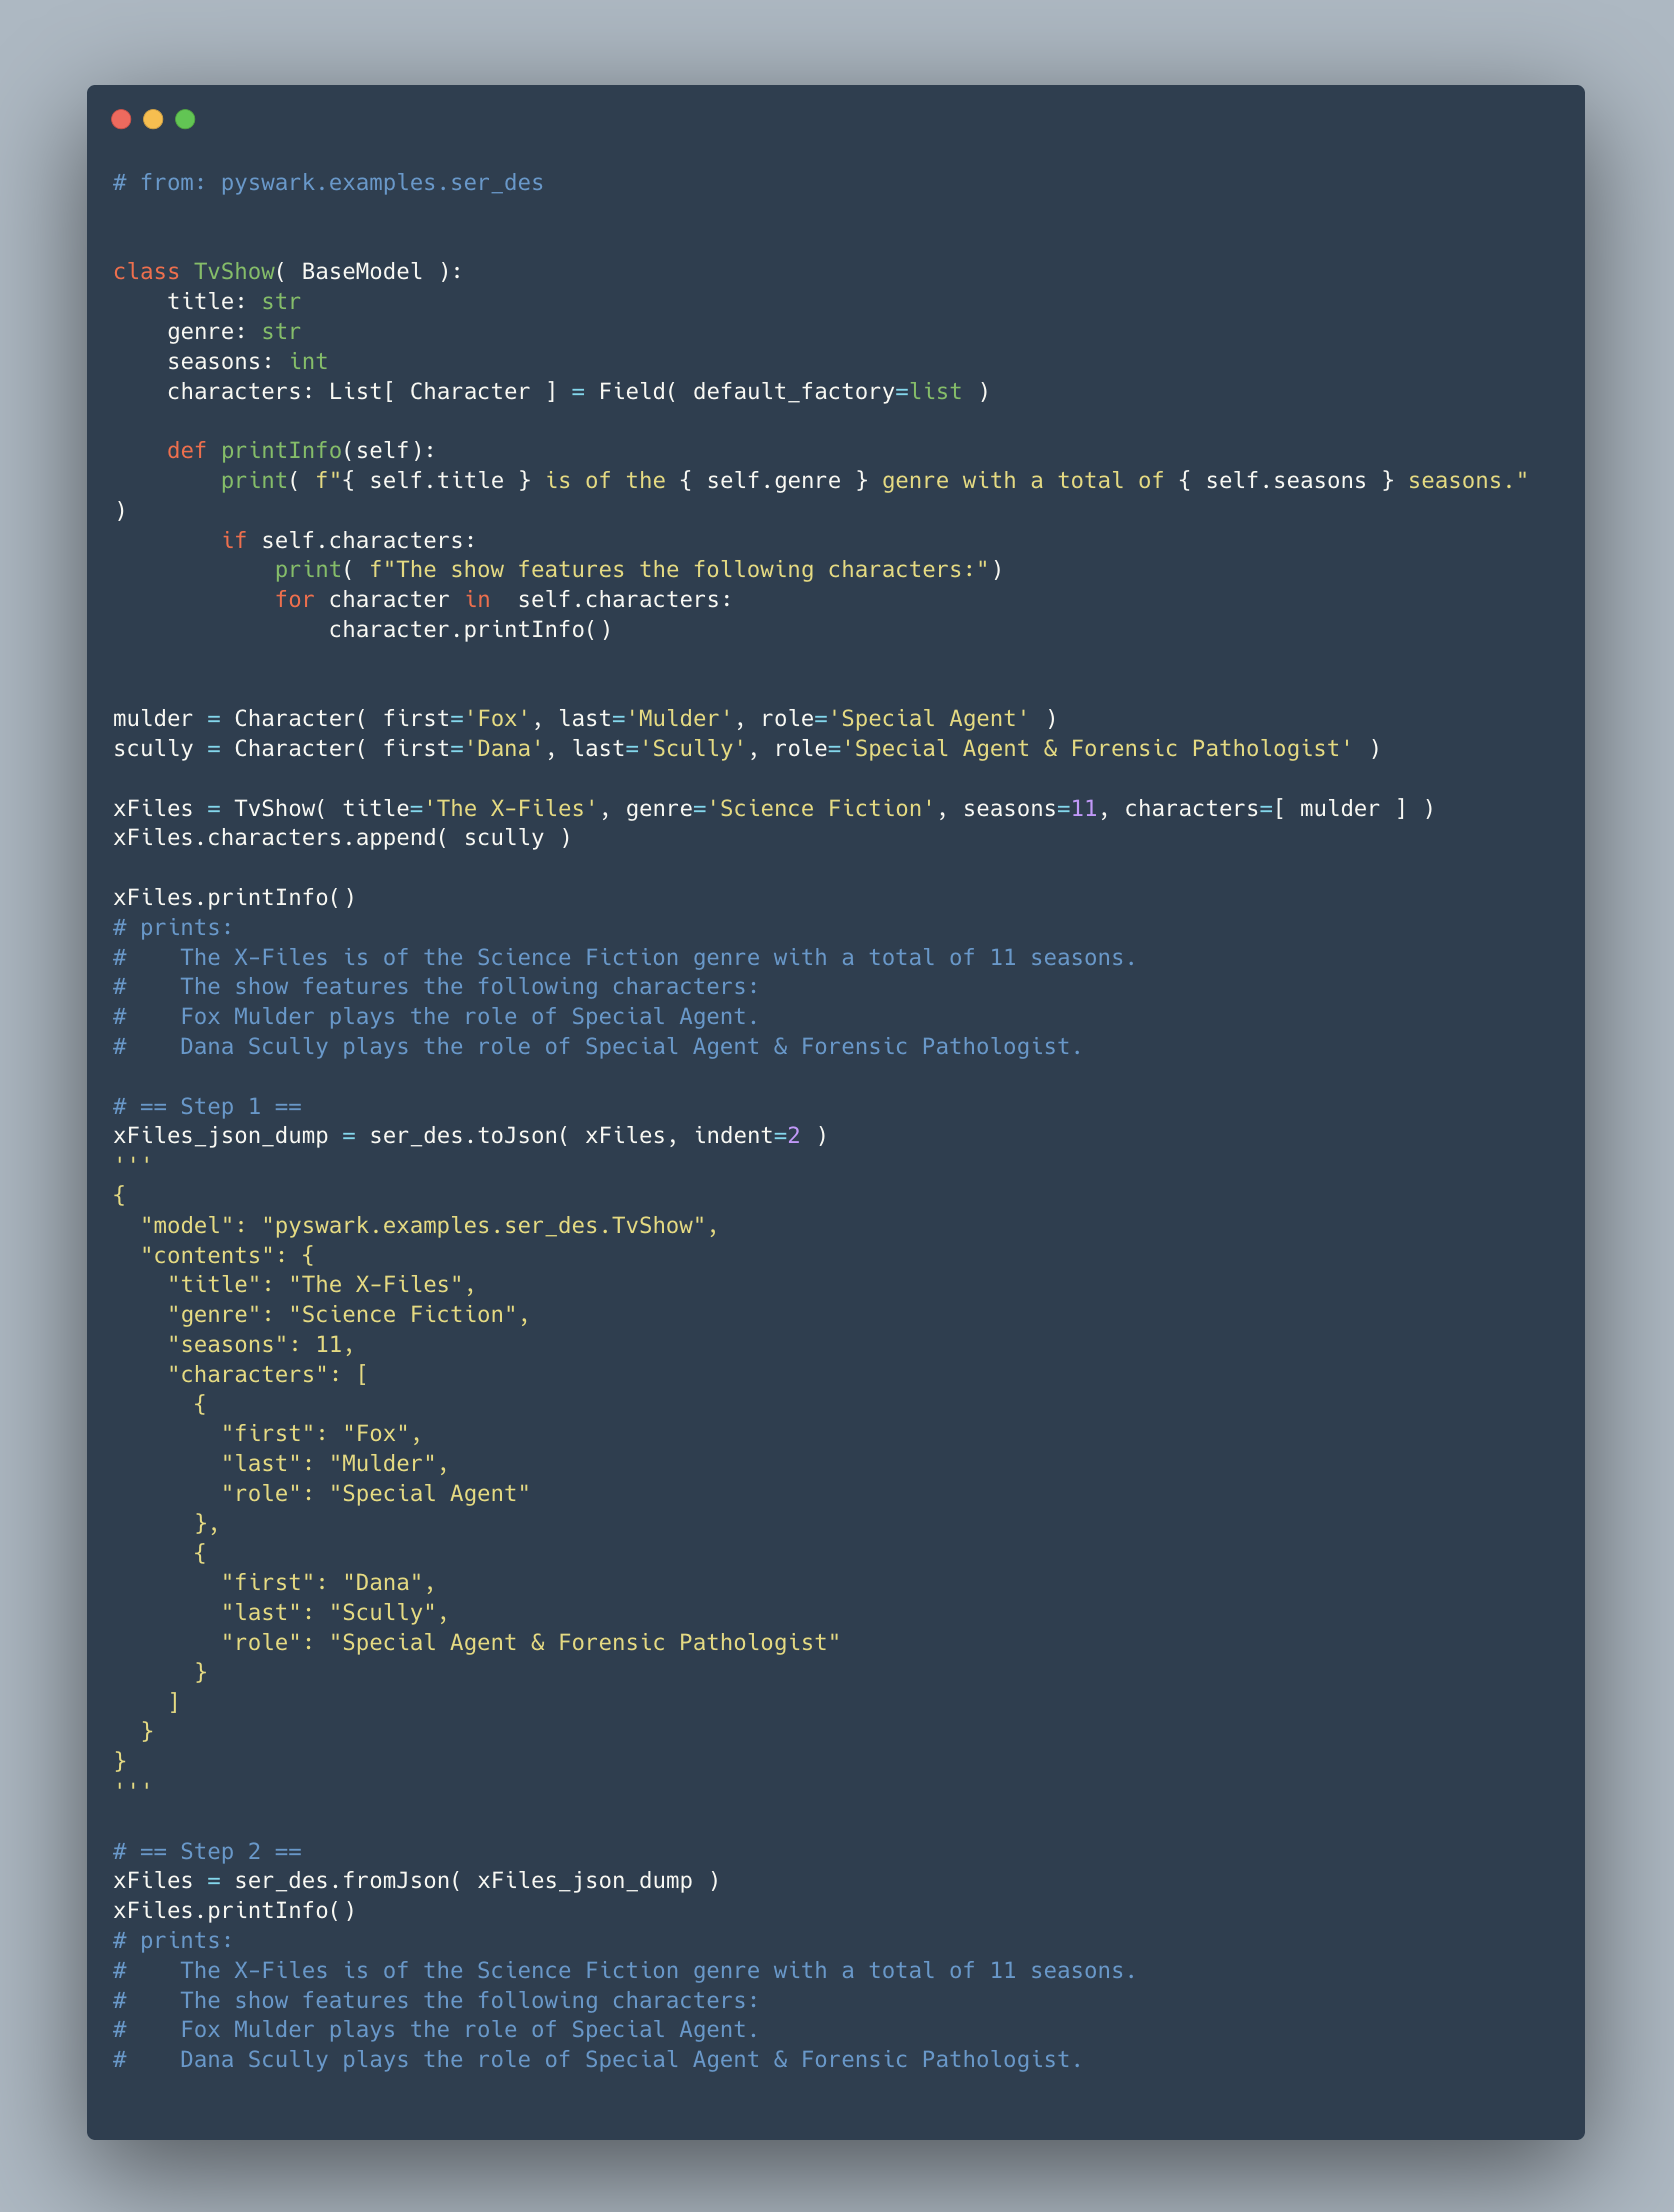 # from: pyswark.examples.ser_des


class TvShow( BaseModel ):
    title: str
    genre: str
    seasons: int
    characters: List[ Character ] = Field( default_factory=list )

    def printInfo(self):
        print( f"{ self.title } is of the { self.genre } genre with a total of { self.seasons } seasons."
)
        if self.characters:
            print( f"The show features the following characters:")
            for character in  self.characters:
                character.printInfo()


mulder = Character( first='Fox', last='Mulder', role='Special Agent' )
scully = Character( first='Dana', last='Scully', role='Special Agent & Forensic Pathologist' )

xFiles = TvShow( title='The X-Files', genre='Science Fiction', seasons=11, characters=[ mulder ] )
xFiles.characters.append( scully )

xFiles.printInfo()
# prints:
#    The X-Files is of the Science Fiction genre with a total of 11 seasons.
#    The show features the following characters:
#    Fox Mulder plays the role of Special Agent.
#    Dana Scully plays the role of Special Agent & Forensic Pathologist.

# == Step 1 ==
xFiles_json_dump = ser_des.toJson( xFiles, indent=2 )
'''
{
  "model": "pyswark.examples.ser_des.TvShow",
  "contents": {
    "title": "The X-Files",
    "genre": "Science Fiction",
    "seasons": 11,
    "characters": [
      {
        "first": "Fox",
        "last": "Mulder",
        "role": "Special Agent"
      },
      {
        "first": "Dana",
        "last": "Scully",
        "role": "Special Agent & Forensic Pathologist"
      }
    ]
  }
}
'''

# == Step 2 ==
xFiles = ser_des.fromJson( xFiles_json_dump )
xFiles.printInfo()
# prints:
#    The X-Files is of the Science Fiction genre with a total of 11 seasons.
#    The show features the following characters:
#    Fox Mulder plays the role of Special Agent.
#    Dana Scully plays the role of Special Agent & Forensic Pathologist.